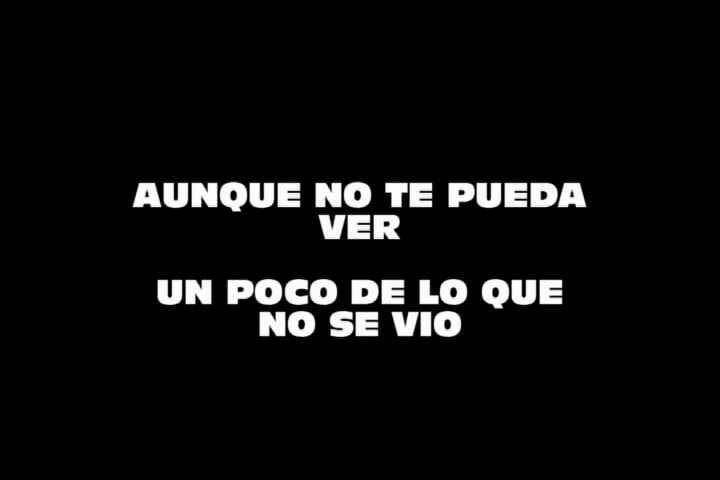 AUNQUE NO TE PUEDA
VER
UN POCO DE LO QUE
NO SE VIO